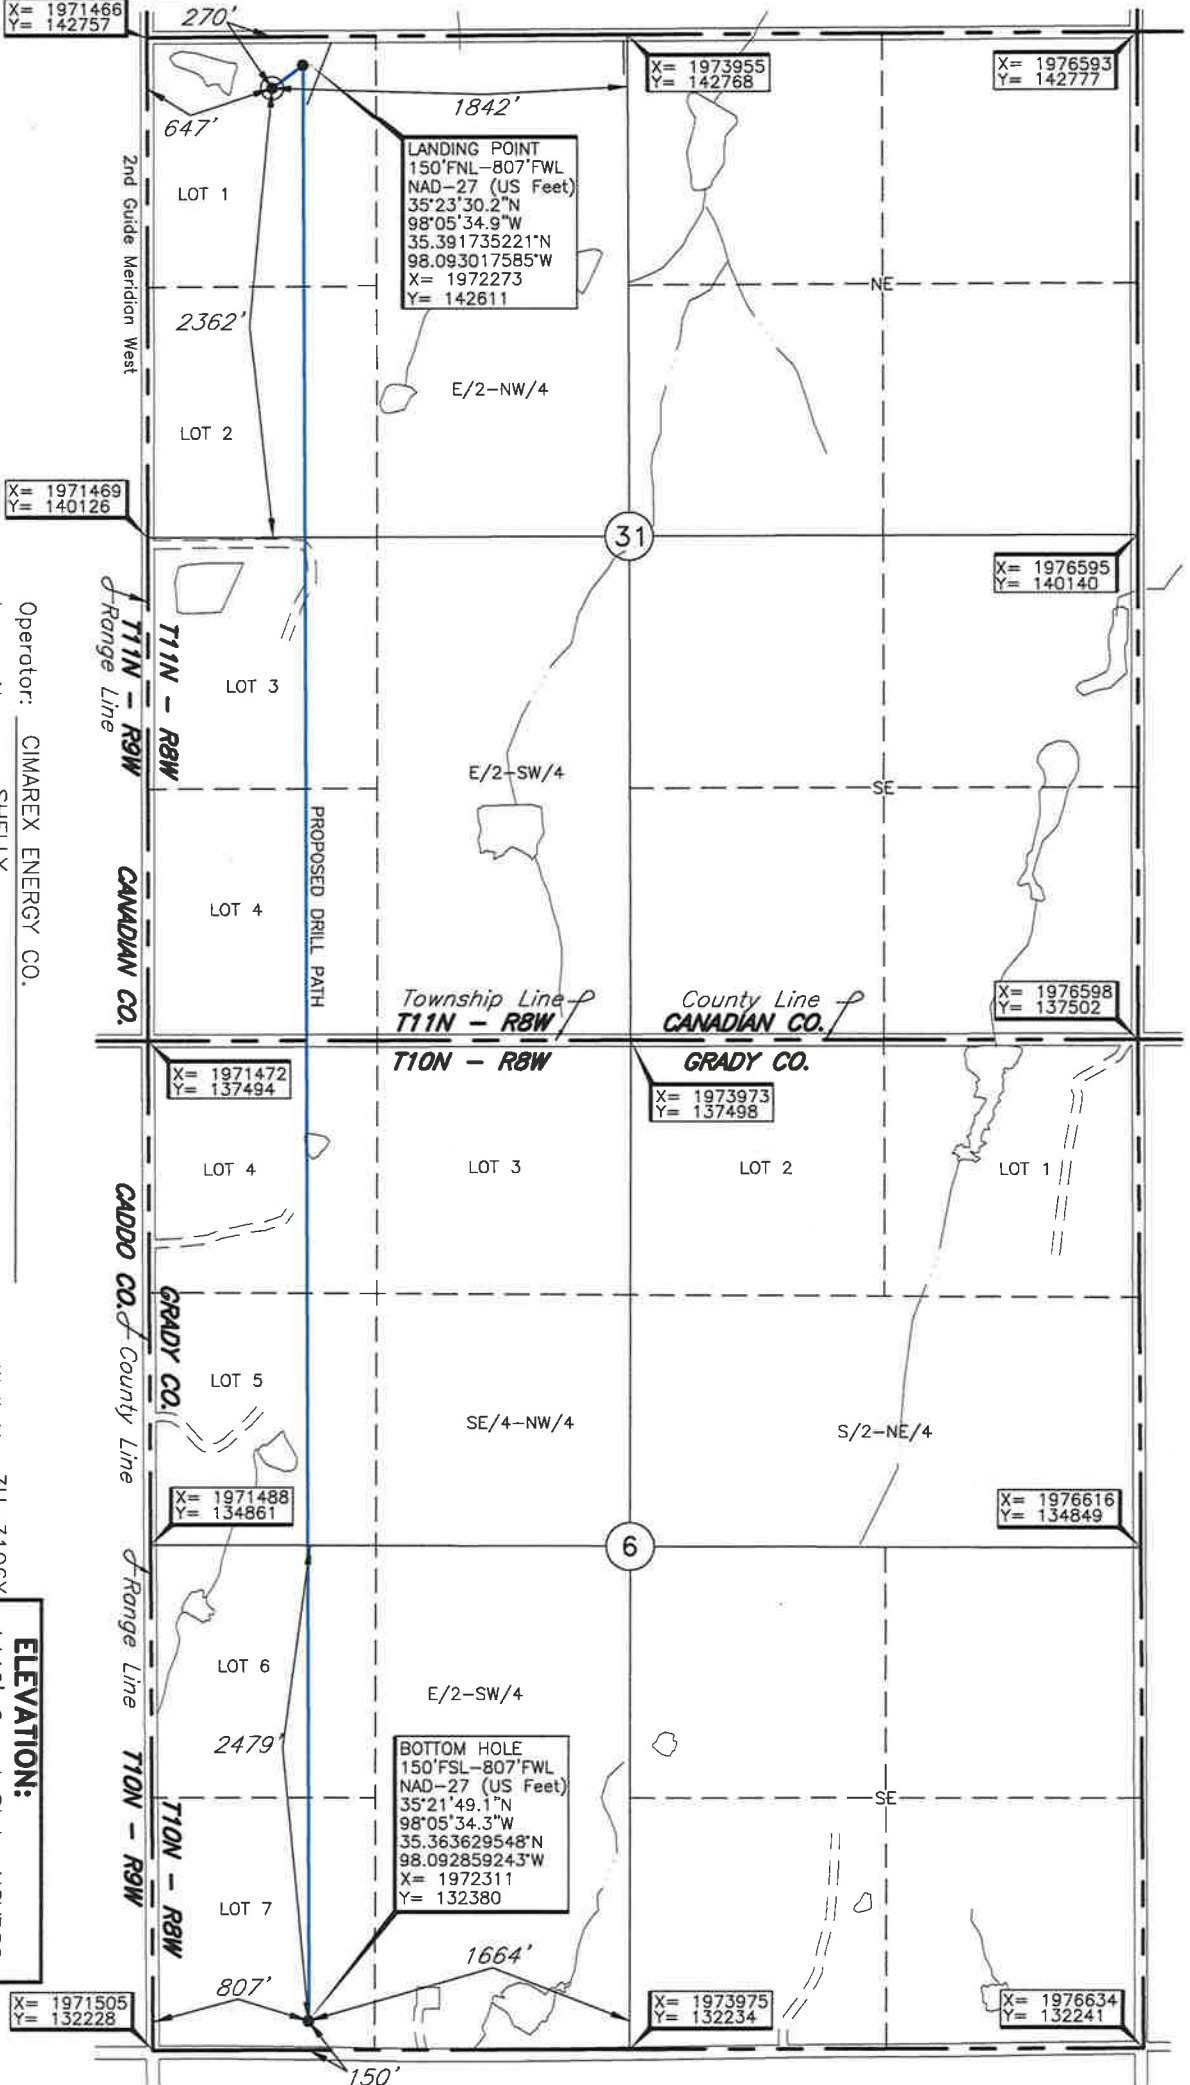 X= 1971466
Y= 142757
270'
X= 1973955
Y= 142768
X= 1976593
Y= 142777
647'
1842'
LANDING POINT
150'FNL-807'FWL
NAD-27 (US Feet)
35°23'30.2"N
98°05'34.9"W
35.391735221°N
98.093017585°W
X= 1972273
Y= 142611
LOT 1
2nd Guide Meridian West
NE
2362'
E/2-NW/4
LOT 2
X= 1971469
Y= 140126
31
X= 1976595
Y= 140140
Range Line
T11N - R9W
T11N - R8W
LOT 3
E/2-SW/4
SE
PROPOSED DRILL PATH
LOT 4
CANADIAN CO.
Township Line
T11N - R8W
County Line
CANADIAN CO.
X= 1976598
Y= 137502
T10N - R8W
GRADY CO.
X= 1971472
Y= 137494
X= 1973973
Y= 137498
LOT 4
LOT 3
LOT 2
LOT 1
CADDO CO.
GRADY CO.
County Line
LOT 5
SE/4-NW/4
S/2-NE/4
X= 1971488
Y= 134861
X= 1976616
Y= 134849
6
Range Line
LOT 6
E/2-SW/4
2479'
BOTTOM HOLE
150'FSL-807'FWL
NAD-27 (US Feet)
35°21'49.1"N
98°05'34.3"W
35.363629548°N
98.092859243°W
X= 1972311
Y= 132380
SE
T10N - R9W
T10N - R8W
LOT 7
807'
1664'
X= 1971505
Y= 132228
X= 1973975
Y= 132234
X= 1976634
Y= 132241
150'
Operator: CIMAREX ENERGY CO.
ELEVATION: